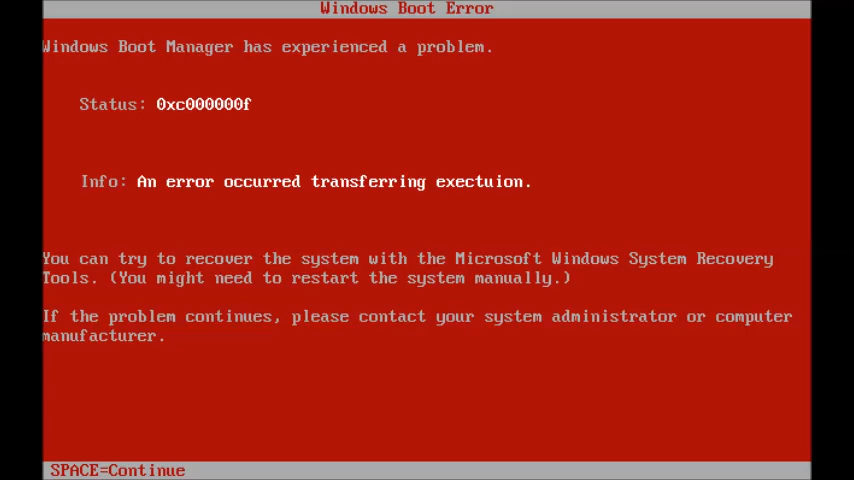 Windows Boot Error
Windows Boot Manager has experienced a problem.
Status: 0xc000000f
Info: An error occurred transferring exectuion.
You can try to recover the system with the Microsoft Windows System Recovery
Tools. (You might need to restart the system manually.)
If the problem continues, please contact your system administrator or computer
manufacturer.
SPACE=Continue